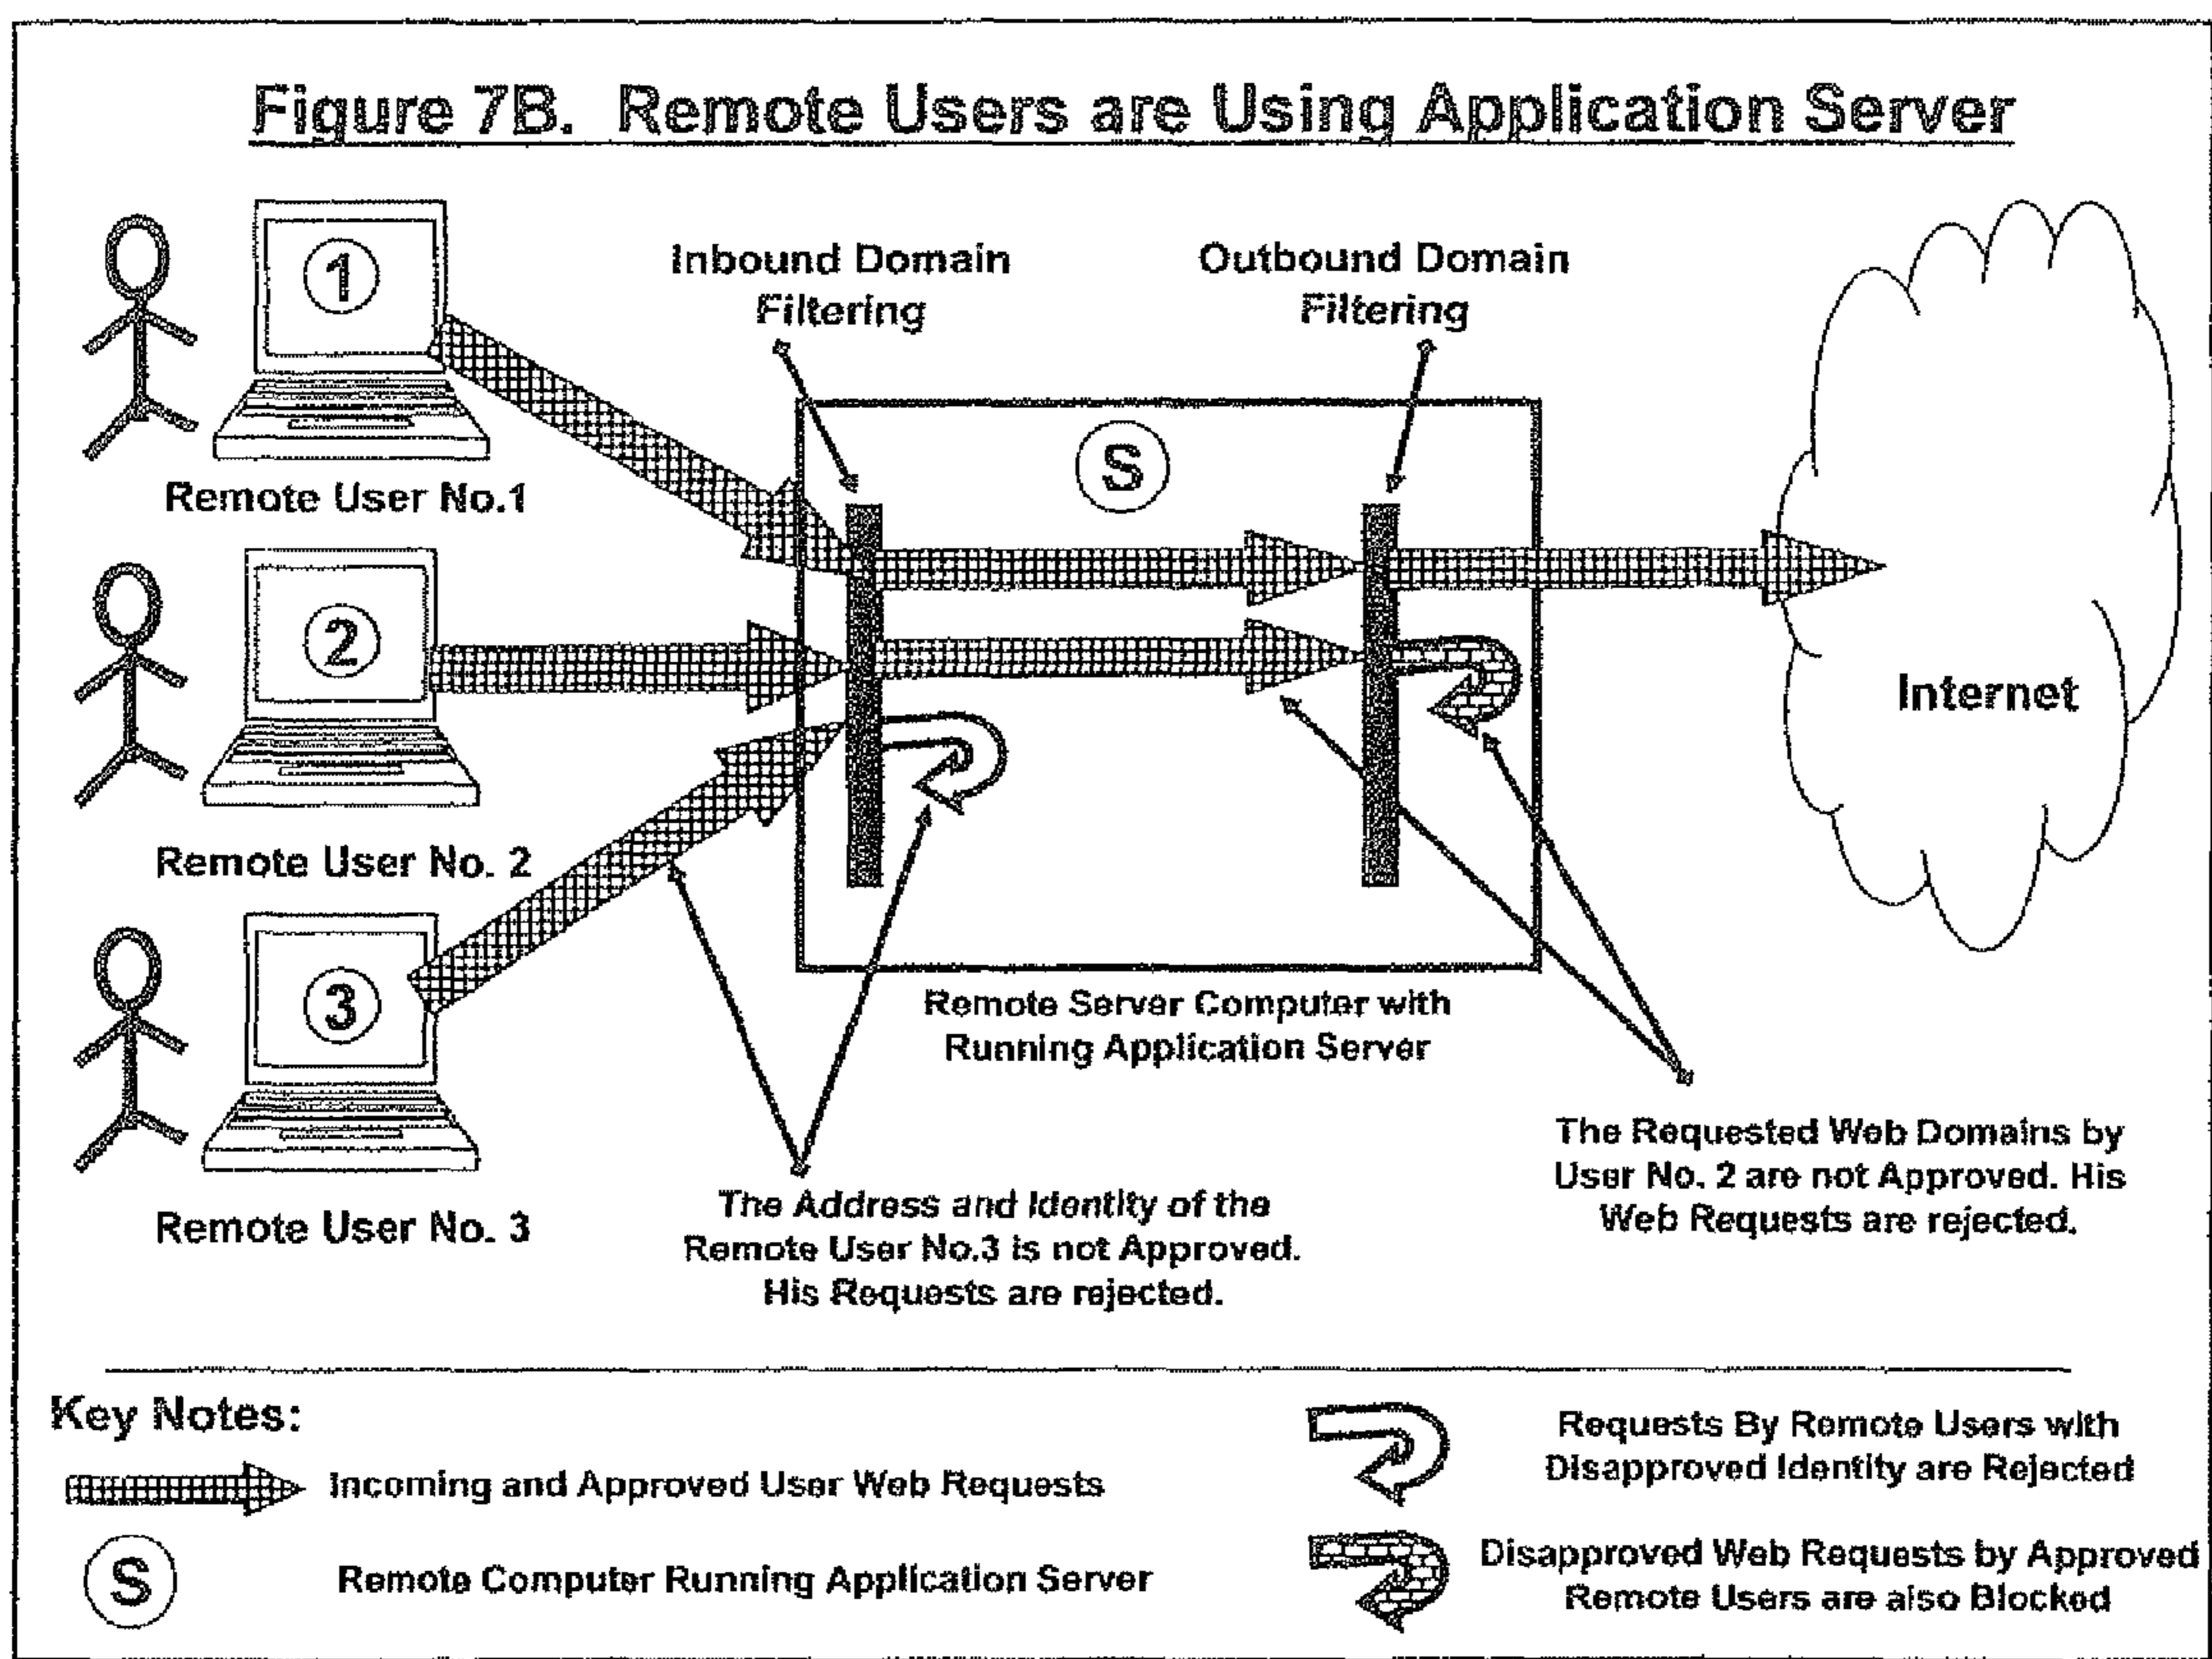 Figure 7B. Remote Users are Using Application Server
1
Remote User No.1
Inbound Domain
Filtering
Outbound Domain
Filtering
S
2
Remote User No. 2
Internet
3
Remote User No. 3
Remote Server Computer with
Running Application Server
The Address and Identity of the
Remote User No.3 is not Approved.
His Requests are rejected.
The Requested Web Domains by
User No. 2 are not Approved. His
Web Requests are rejected.
Key Notes:
Incoming and Approved User Web Requests
S
Remote Computer Running Application Server
Requests By Remote Users with
Disapproved Identity are Rejected
Disapproved Web Requests by Approved
Remote Users are also Blocked